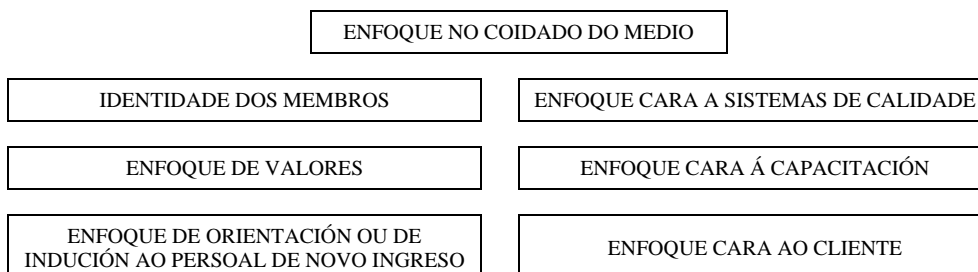 ENFOQUE NO COIDADO DO MEDIO
IDENTIDADE DOS MEMBROS
ENFOQUE CARA A SISTEMAS DE CALIDADE
ENFOQUE DE VALORES
ENFOQUE CARA Á CAPACITACIÓN
ENFOQUE DE ORIENTACIÓN OU DE
INDUCIÓN AO PERSOAL DE NOVO INGRESO
ENFOQUE CARA AO CLIENTE